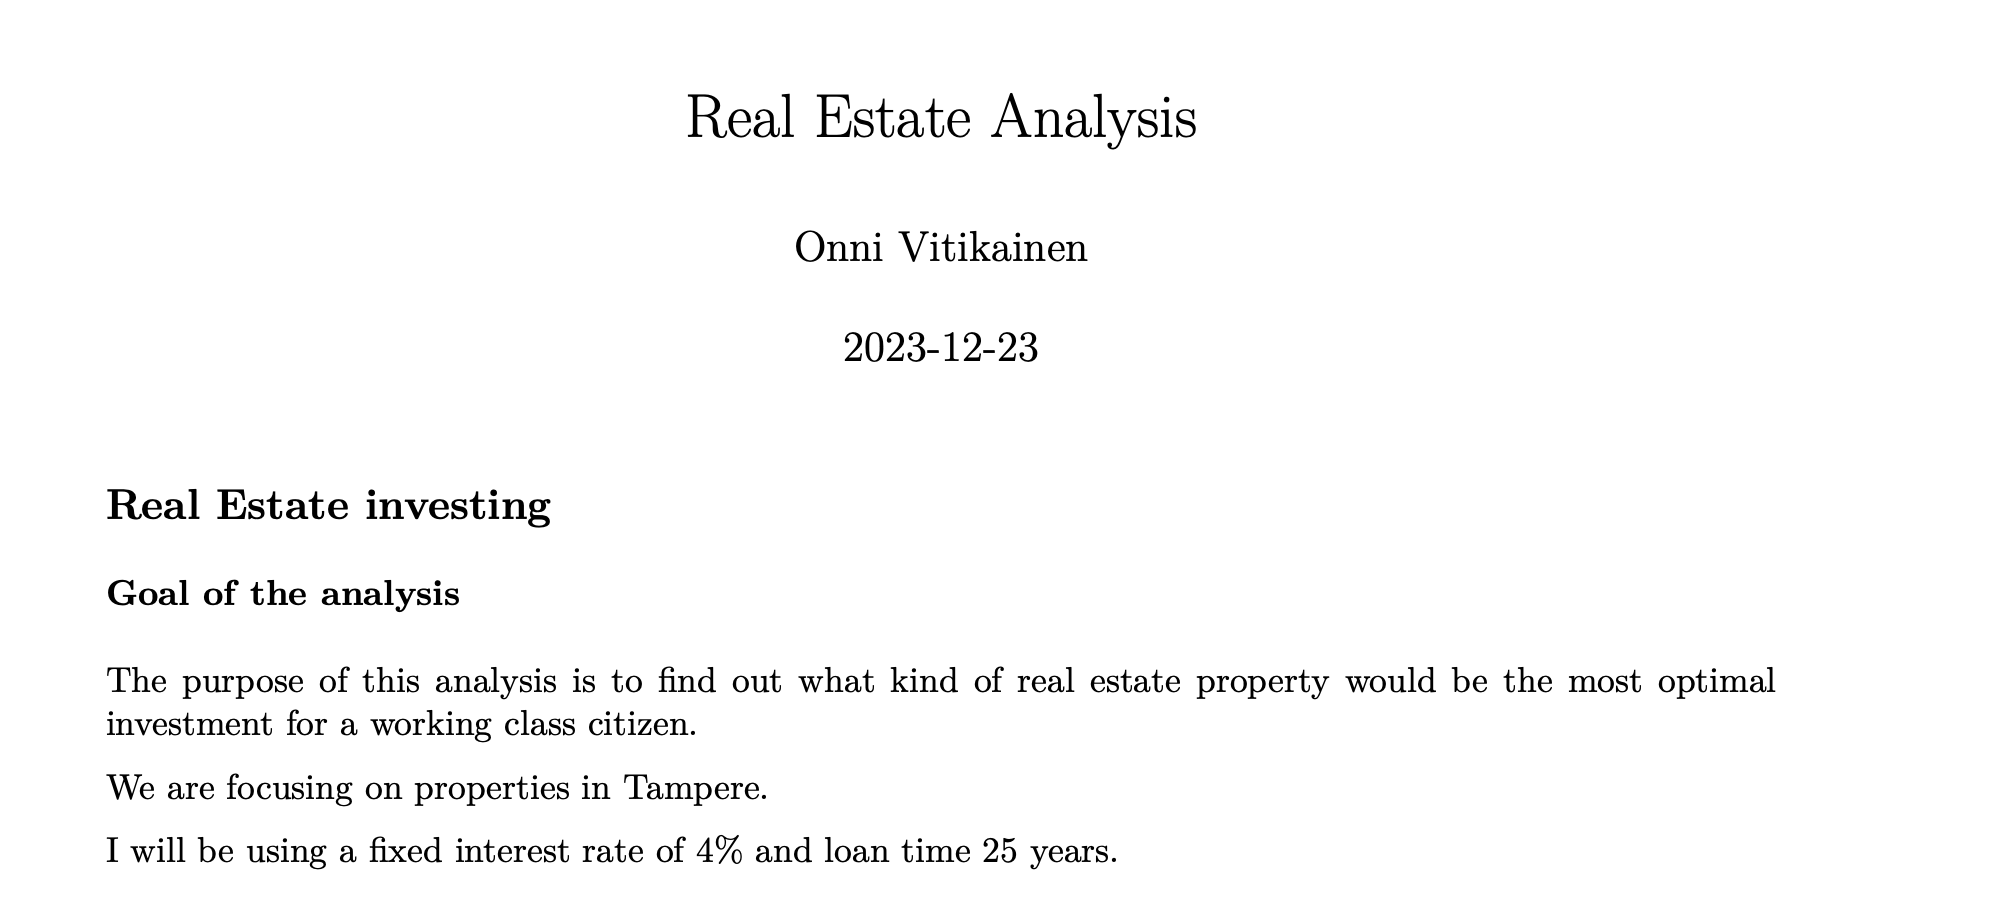 Real Estate Analysis
Onni Vitikainen
2023-12-23
Real Estate investing
Goal of the analysis
The purpose of this analysis is to find out what kind of real estate property would be the most optimal
investment for a working class citizen.
We are focusing on properties in Tampere.
I will be using a fixed interest rate of 4% and loan time 25 years.